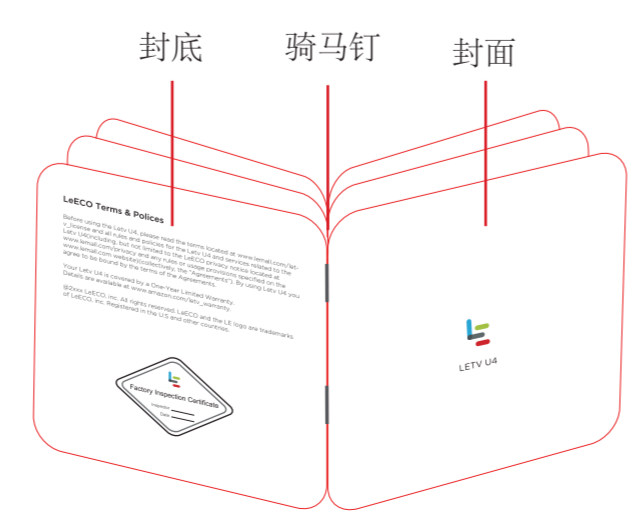 封底
骑马钉
封面
LeECO Terms & Polices
Before using the Letv U4, please read the terms located at www.lemall.com/let-
v_license and all rules and policies for the Latv U4 and services related to the
Latv U4(including, but not limited to the LeECO privacy notice located at
www.lemall.com/privacy and any rules or usage provisions specified on the
www.lemall.com website)(collectively, the "Agreements"). By using Latv U4 you
agree to be bound by the terms of the Agreements.
Your Letv U4 is covered by a One-Year Limited Warranty.
Details are available at www.amazon.com/letv_warranty.
@2xxx LeECO, inc. All rights reserved, LaECO and the LE logo are trademarks
of LeECO, Inc. Registered in the U.S and other countries.
Factory Inspection Certificate
Inspector
Date
LETV U4